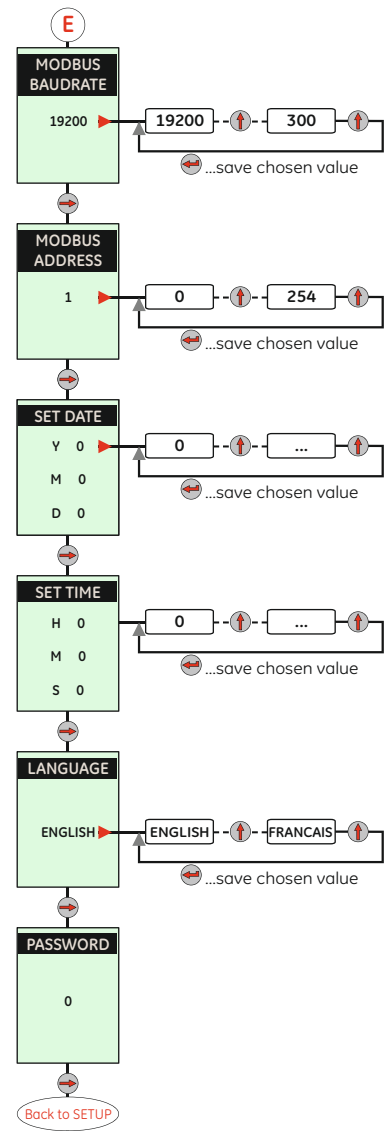 E
MODBUS
BAUDRATE
19200
19200
300
...save chosen value
MODBUS
ADDRESS
1
0
254
...save chosen value
SET DATE
Y 0
0
...
M 0
...save chosen value
D 0
SET TIME
H 0
0
...
M 0
...save chosen value
S 0
LANGUAGE
ENGLISH
ENGLISH
FRANCAIS
...save chosen value
PASSWORD
0
Back to SETUP